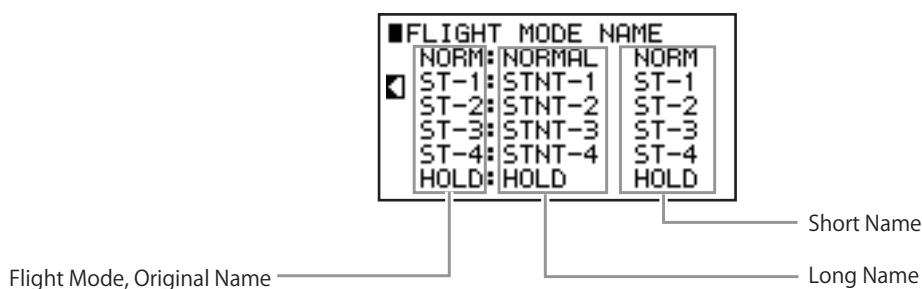 ■FLIGHT MODE NAME
NORM: NORMAL NORM
ST-1: STNT-1 ST-1
ST-2: STNT-2 ST-2
ST-3: STNT-3 ST-3
ST-4: STNT-4 ST-4
HOLD: HOLD HOLD
Short Name
Flight Mode, Original Name
Long Name